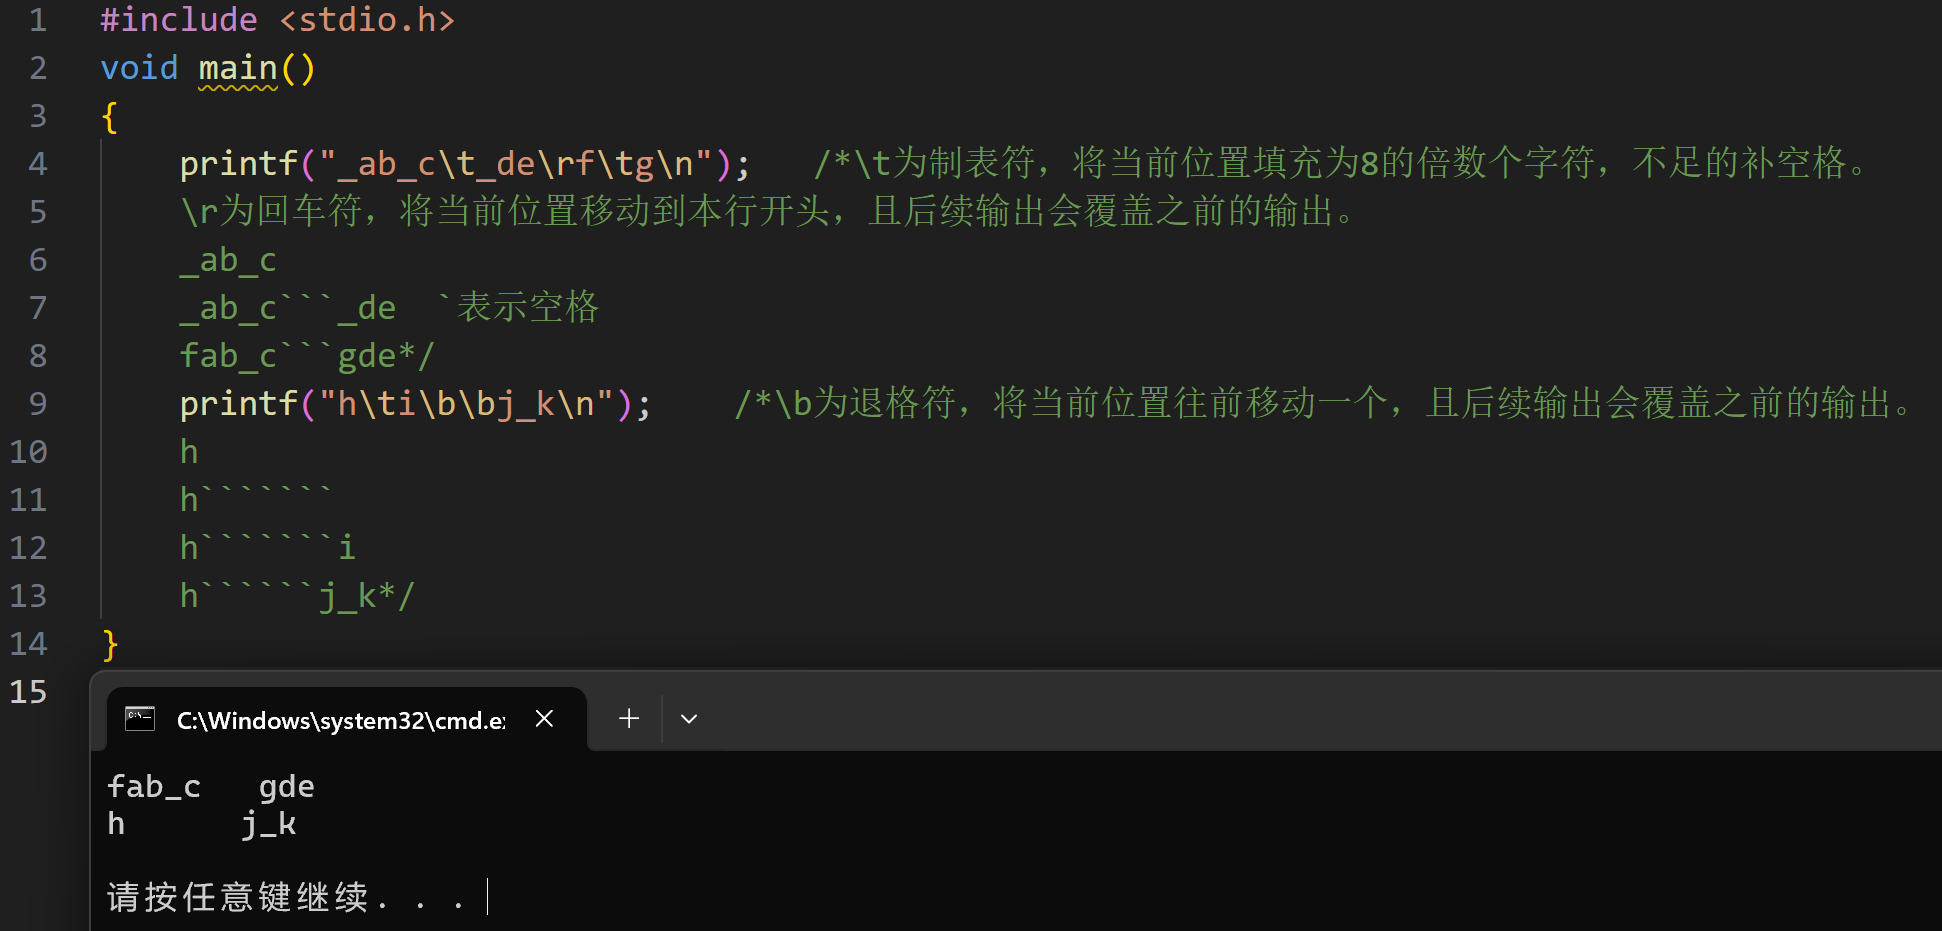 1 #include <stdio.h>
2 void main()
3 {
4     printf("_ab_c\t_de\rf\tg\n");    /*\t为制表符，将当前位置填充为8的倍数个字符，不足的补空格。
5     \r为回车符，将当前位置移动到本行开头，且后续输出会覆盖之前的输出。
6     _ab_c
7     _ab_c```_de  `表示空格
8     fab_c```gde*/
9     printf("h\ti\b\bj_k\n");    /*\b为退格符，将当前位置往前移动一个，且后续输出会覆盖之前的输出。
10     h
11     h```````
12     h```````i
13     h``````j_k*/
14 }
15
C:\Windows\system32\cmd.e
fab_c   gde
h      j_k
请按任意键继续. . .